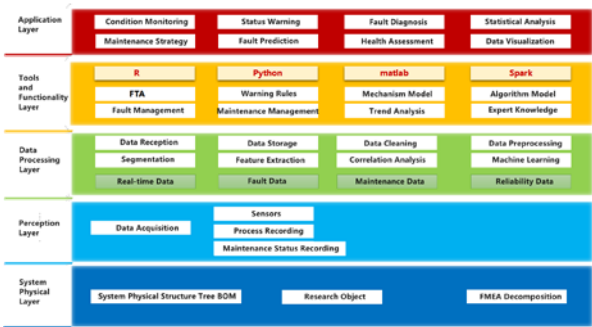 Application
Layer
Condition Monitoring
Status Warning
Fault Diagnosis
Statistical Analysis
Maintenance Strategy
Fault Prediction
Health Assessment
Data Visualization
Tools
and
Functionality
Layer
R
Python
matlab
Spark
FTA
Warning Rules
Mechanism Model
Algorithm Model
Fault Management
Maintenance Management
Trend Analysis
Expert Knowledge
Data
Processing
Layer
Data Reception
Data Storage
Data Cleaning
Data Preprocessing
Segmentation
Feature Extraction
Correlation Analysis
Machine Learning
Real-time Data
Fault Data
Maintenance Data
Reliability Data
Perception
Layer
Data Acquisition
Sensors
Process Recording
Maintenance Status Recording
System
Physical
Layer
System Physical Structure Tree BOM
Research Object
FMEA Decomposition